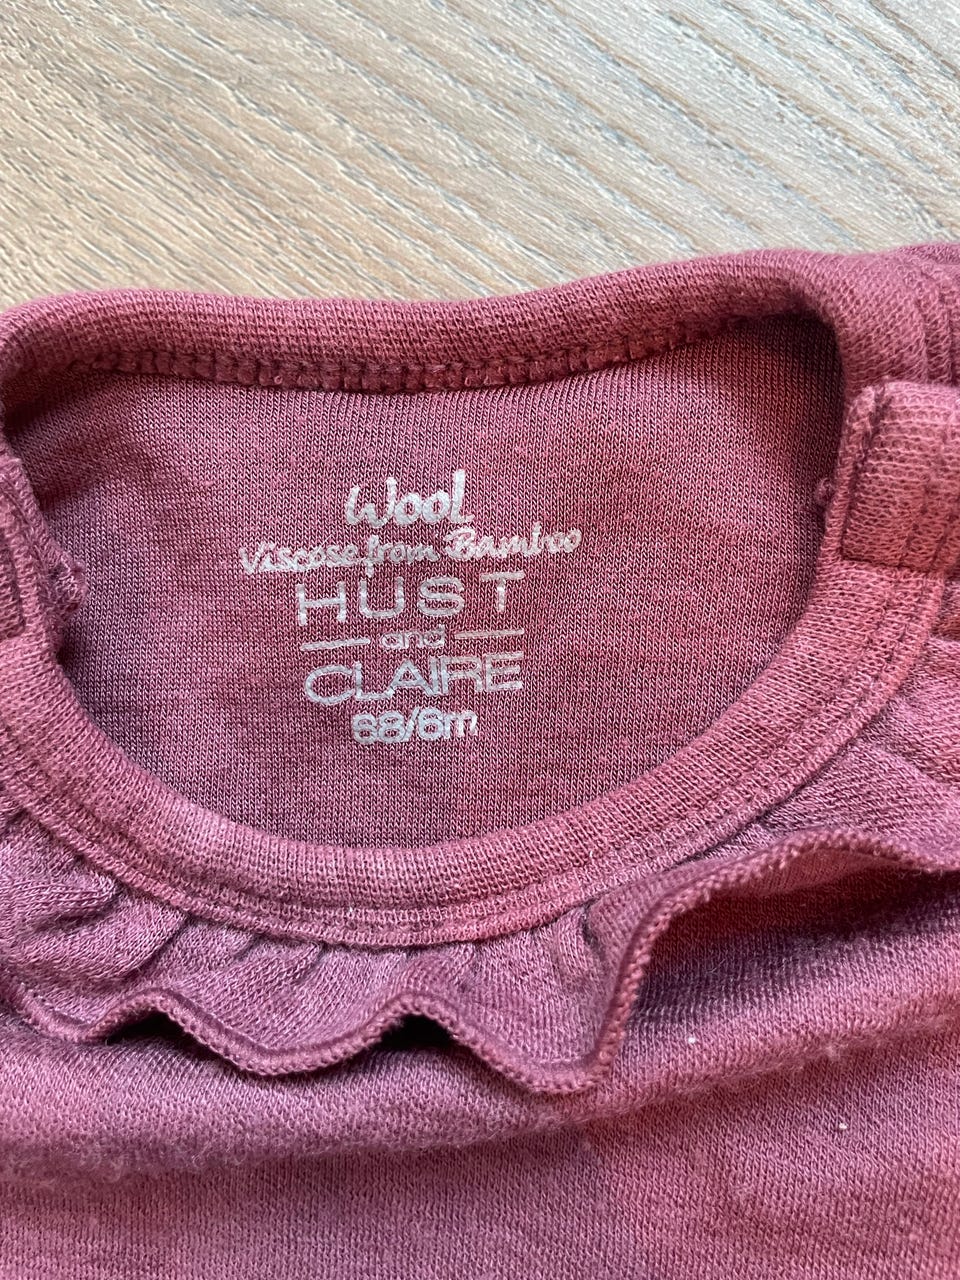 Wool
Viscose from Bamboo
HUST
and
CLAIRE
68/6m